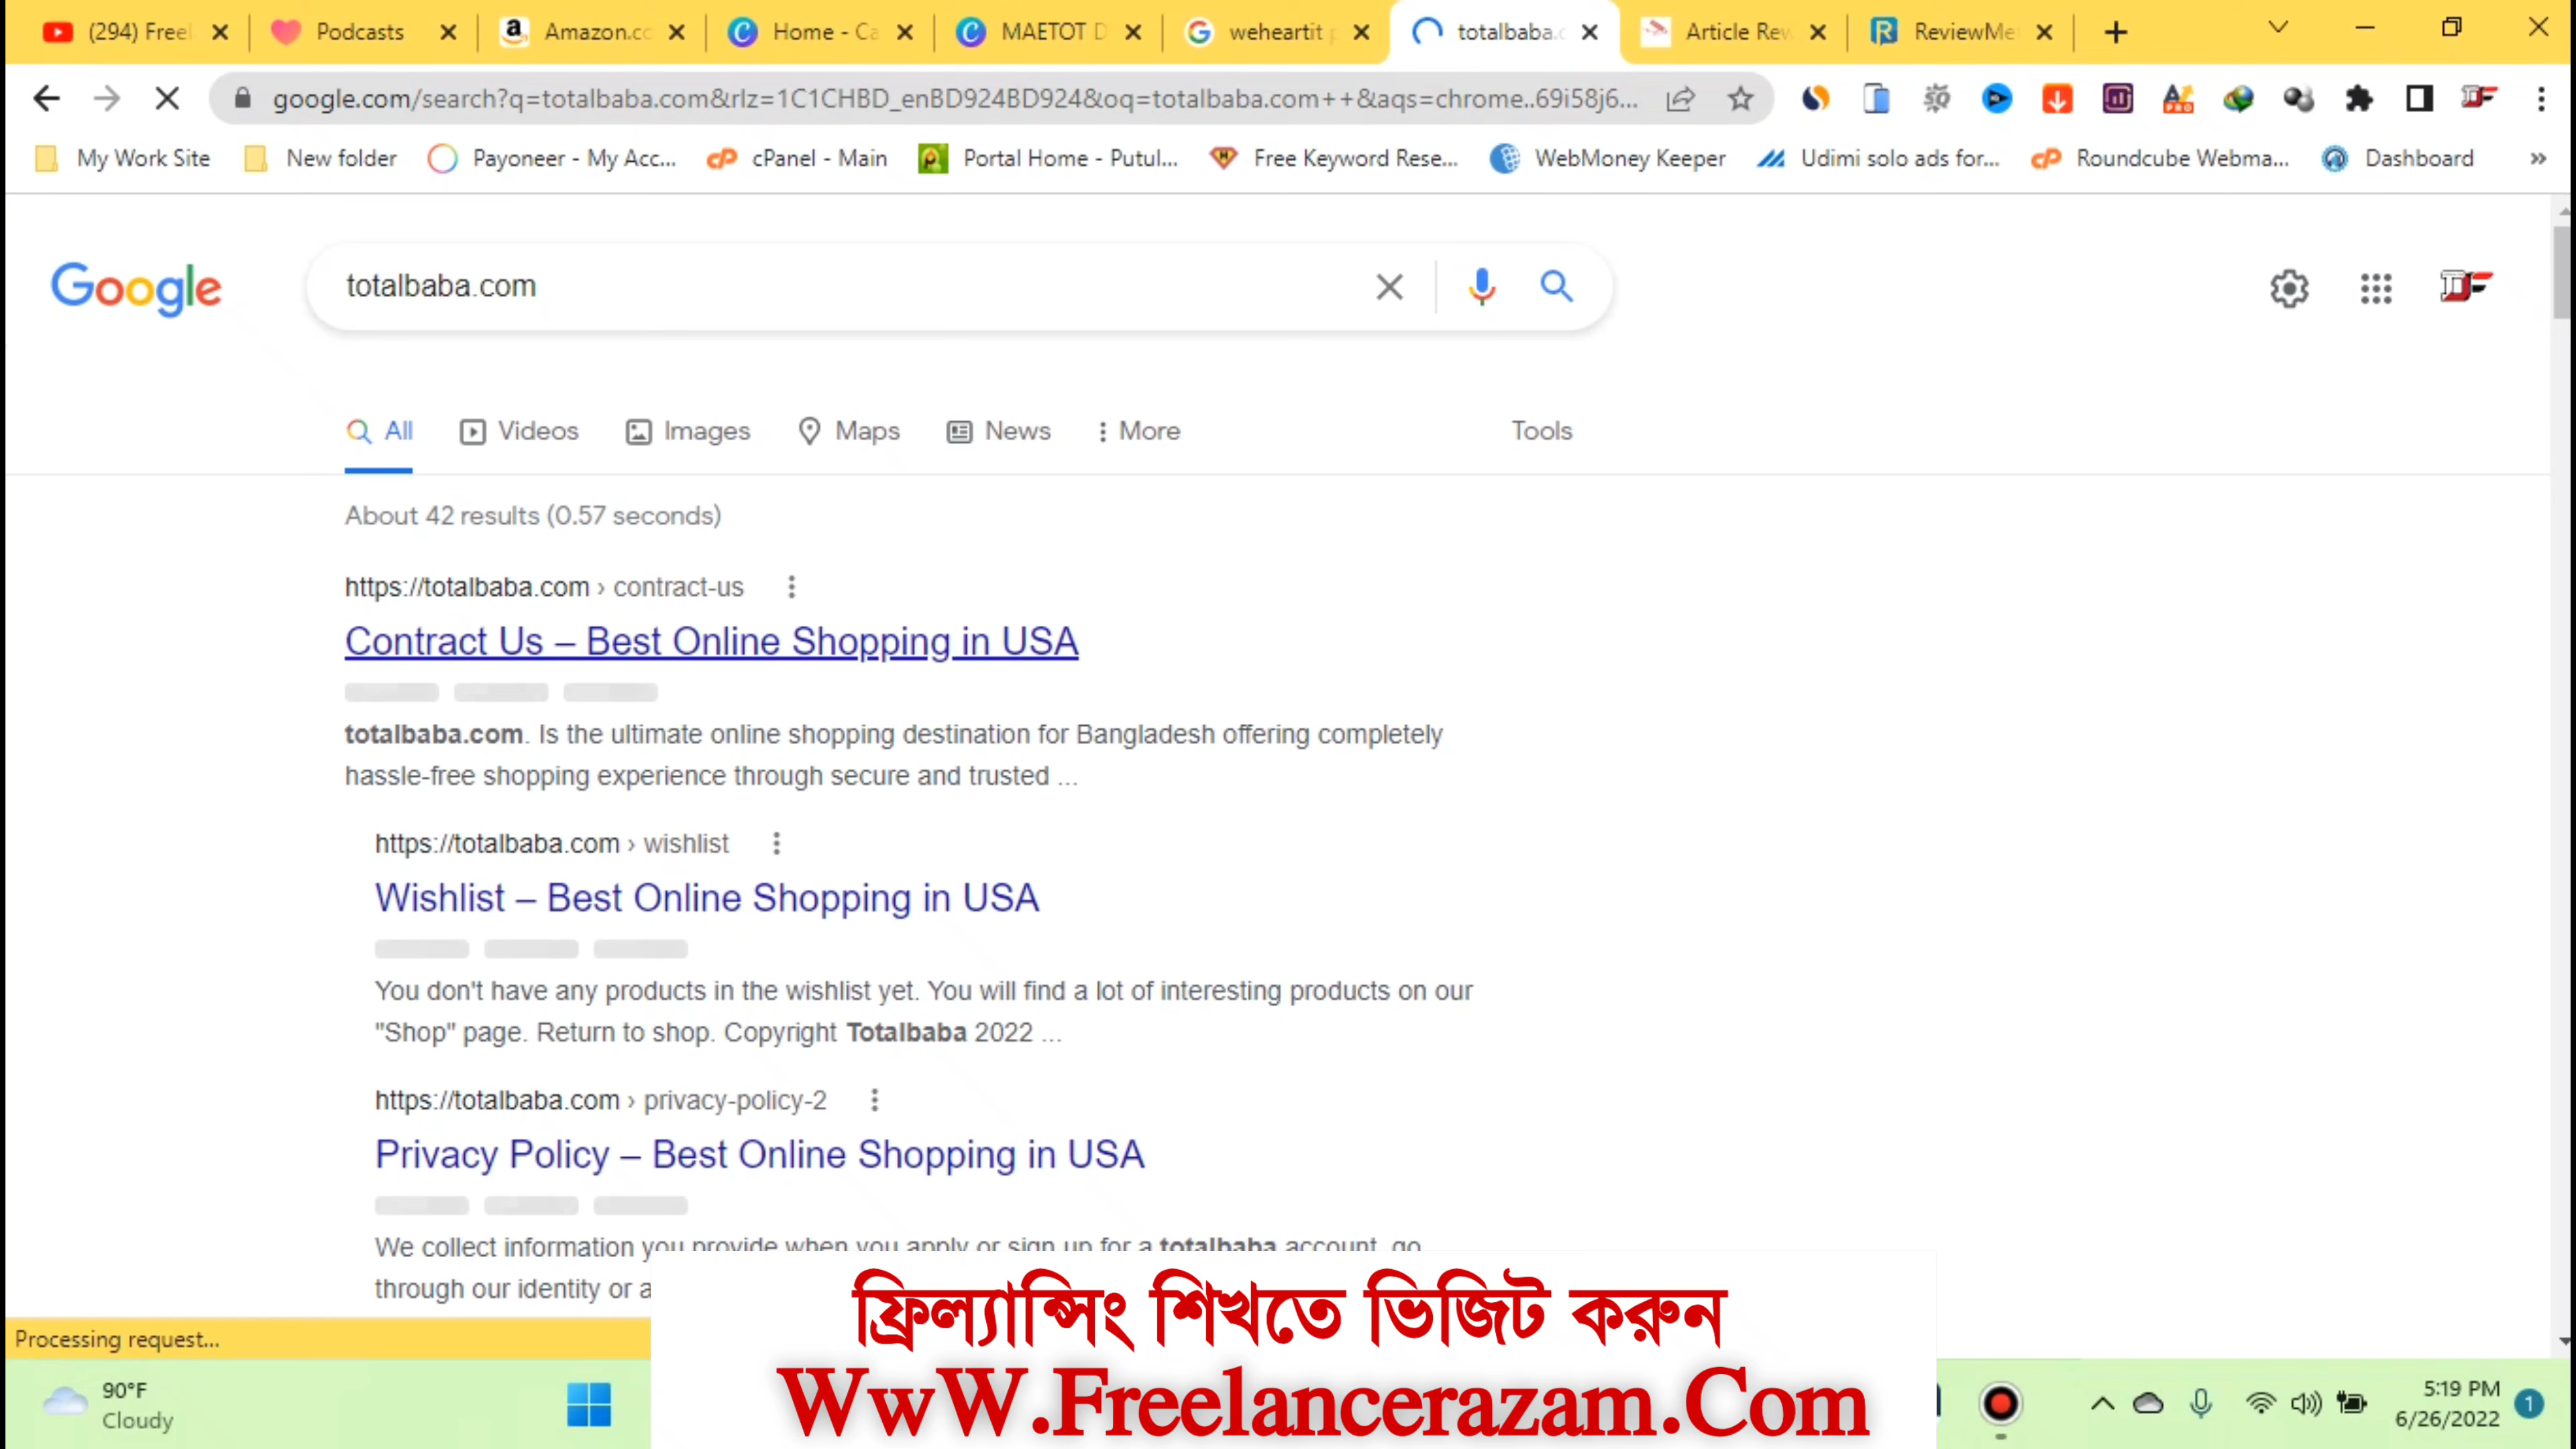 (294) Free
Podcasts
Amazon.co
Home - Ca
MAETOT D
weheartit p
totalbaba.c
Article Rev
ReviewMe
google.com/search?q=totalbaba.com&rlz=1C1CHBD_enBD924BD924&oq=totalbaba.com++&aqs=chrome..69i58j6...
My Work Site
New folder
Payoneer - My Acc...
cPanel - Main
Portal Home - Putul...
Free Keyword Rese...
WebMoney Keeper
Udimi solo ads for...
Roundcube Webma...
Dashboard
Google
totalbaba.com
All
Videos
Images
Maps
News
More
Tools
About 42 results (0.57 seconds)
https://totalbaba.com › contract-us
Contract Us – Best Online Shopping in USA
totalbaba.com. Is the ultimate online shopping destination for Bangladesh offering completely
hassle-free shopping experience through secure and trusted ...
https://totalbaba.com › wishlist
Wishlist – Best Online Shopping in USA
You don't have any products in the wishlist yet. You will find a lot of interesting products on our
"Shop" page. Return to shop. Copyright Totalbaba 2022 ...
https://totalbaba.com › privacy-policy-2
Privacy Policy – Best Online Shopping in USA
We collect information you provide when you apply or sign up for a totalbaba account, go
through our identity or a
ফ্রিল্যান্সিং শিখতে ভিজিট করুন
WwW.Freelancerazam.Com
Processing request...
90°F
Cloudy
5:19 PM
6/26/2022
1